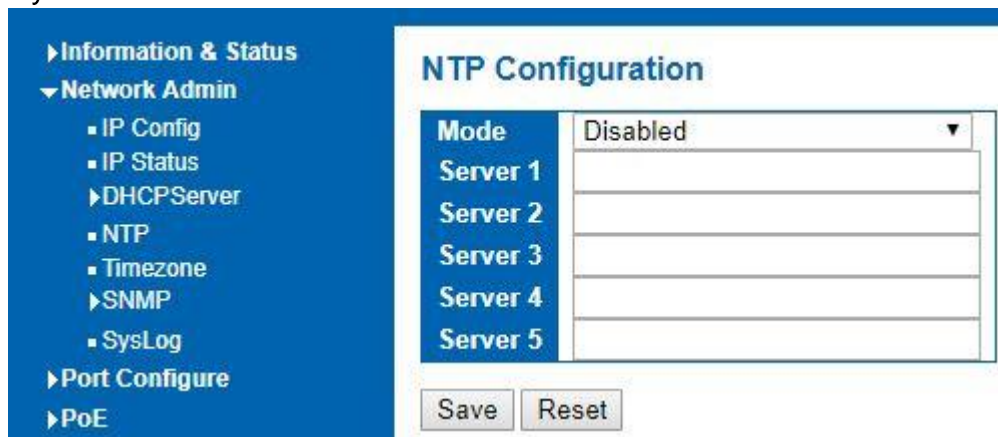 Information & Status
Network Admin
IP Config
IP Status
DHCPServer
NTP
Timezone
SNMP
SysLog
Port Configure
PoE
NTP Configuration
Mode Disabled
Server 1
Server 2
Server 3
Server 4
Server 5
Save Reset